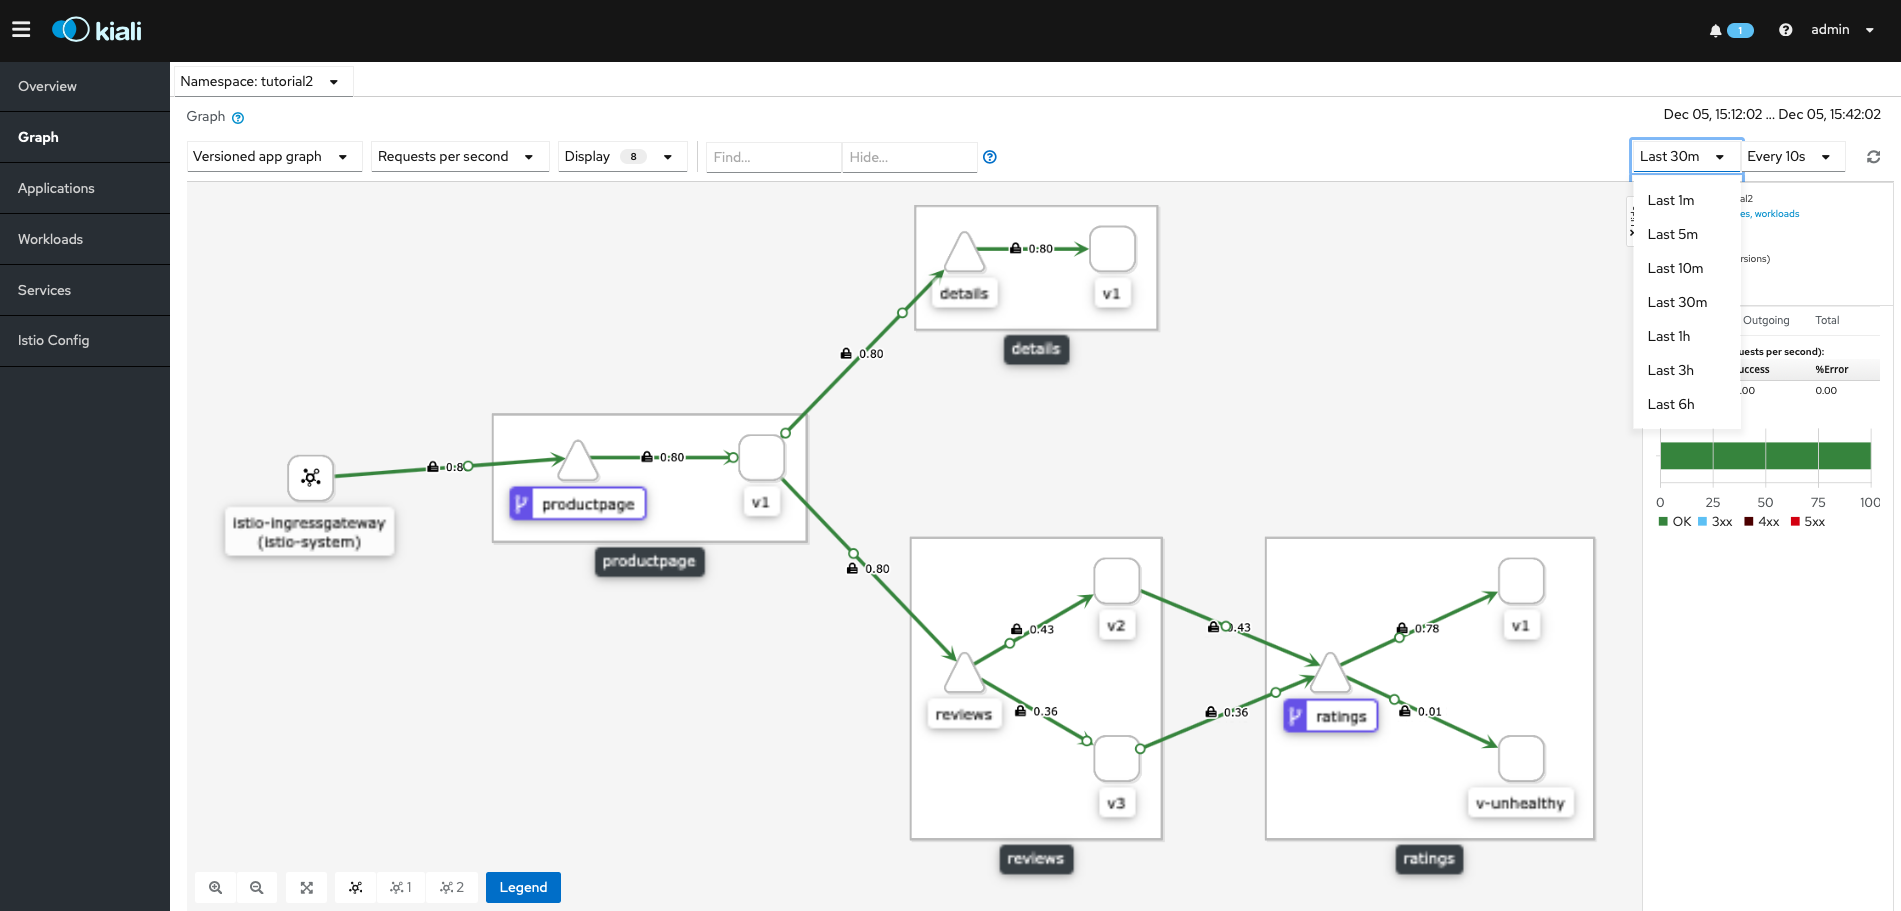 kiali
1
admin
Overview
Graph
Applications
Workloads
Services
Istio Config
Namespace: tutorial2
Graph
Dec 05, 15:12:02 ... Dec 05, 15:42:02
Versioned app graph
Requests per second
Display 8
Find...
Hide...
Last 30m
Every 10s
Last 1m
Last 5m
Last 10m
Last 30m
Last 1h
Last 3h
Last 6h
al2
es, workloads
rsions)
Outgoing Total
uests per second):
uccess %Error
.00 0.00
0 25 50 75 100
OK 3xx 4xx 5xx
0.80
details
v1
details
0.80
0.8
0.80
istio-ingressgateway
(istio-system)
productpage
v1
productpage
0.80
v2
0.43
0.36
reviews
v3
reviews
.43
0.36
0.78
v1
ratings
0.01
v-unhealthy
ratings
1
2
Legend